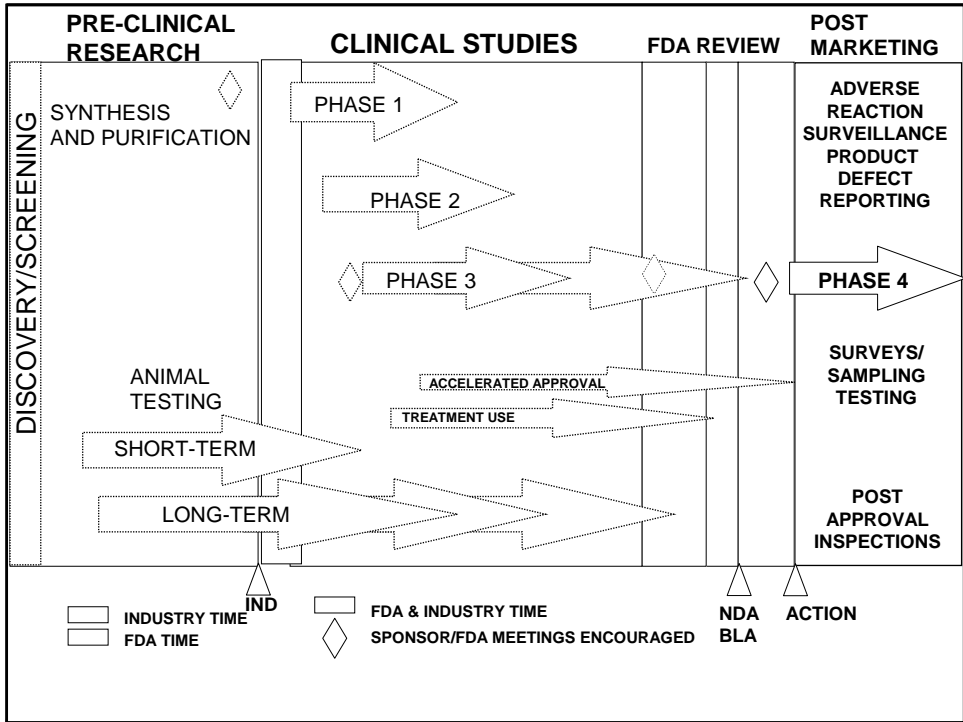 PRE-CLINICAL
RESEARCH
CLINICAL STUDIES
FDA REVIEW
POST
MARKETING
DISCOVERY/SCREENING
SYNTHESIS
AND PURIFICATION
PHASE 1
ADVERSE
REACTION
SURVEILLANCE
PRODUCT
DEFECT
REPORTING
PHASE 2
PHASE 3
PHASE 4
ANIMAL
TESTING
ACCELERATED APPROVAL
SURVEYS/
SAMPLING
TESTING
TREATMENT USE
SHORT-TERM
LONG-TERM
POST
APPROVAL
INSPECTIONS
IND
NDA
BLA
ACTION
INDUSTRY TIME
FDA TIME
FDA & INDUSTRY TIME
SPONSOR/FDA MEETINGS ENCOURAGED